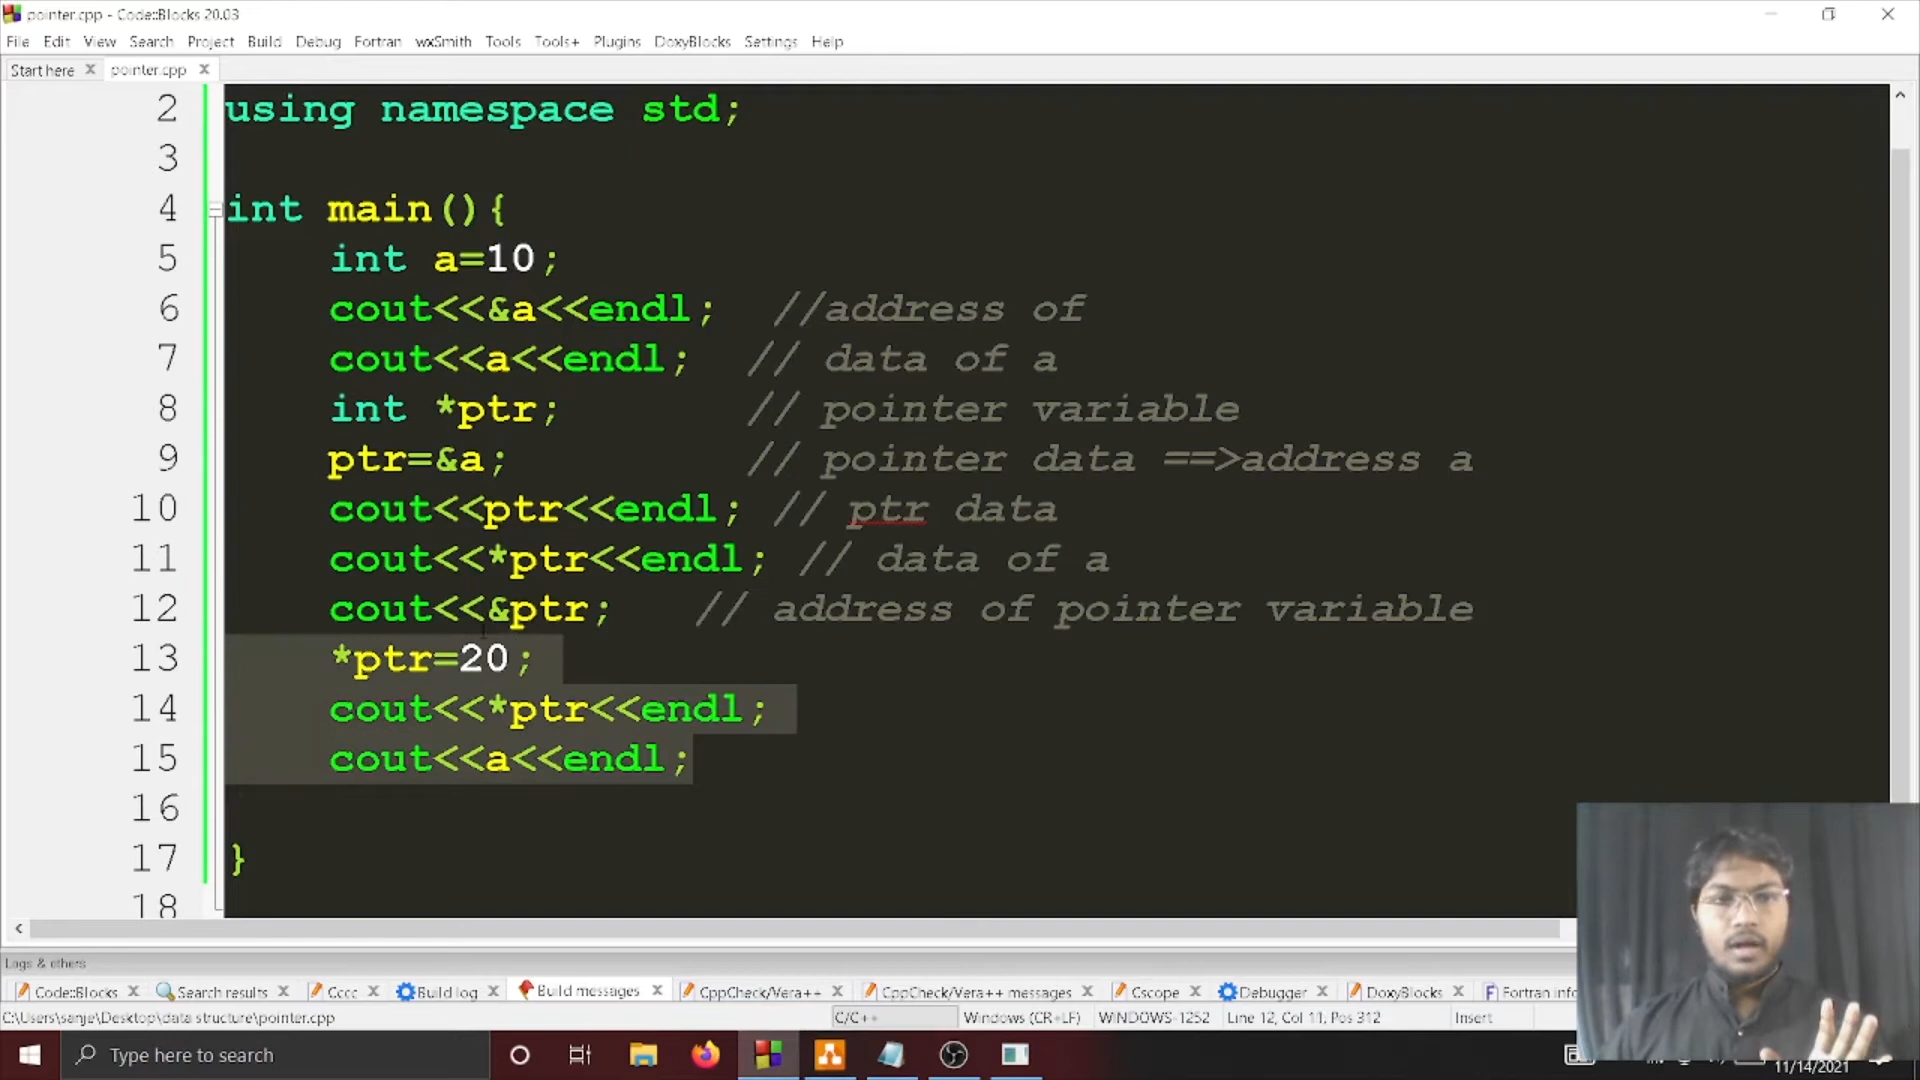 pointer.cpp - Code::Blocks 20.03
File Edit View Search Project Build Debug Fortran wxSmith Tools Tools+ Plugins DoxyBlocks Settings Help
Start here pointer.cpp
2 using namespace std;
3
4 int main(){
5 int a=10;
6 cout<<&a<<endl; //address of
7 cout<<a<<endl; // data of a
8 int *ptr; // pointer variable
9 ptr=&a; // pointer data ==>address a
10 cout<<ptr<<endl; // ptr data
11 cout<<*ptr<<endl; // data of a
12 cout<<&ptr; // address of pointer variable
13 *ptr=20;
14 cout<<*ptr<<endl;
15 cout<<a<<endl;
16
17 }
18
Logs & others
Code::Blocks Search results Cccc Build log Build messages CppCheck/Vera++ CppCheck/Vera++ messages Cscope Debugger DoxyBlocks Fortran info
C:\Users\sanje\Desktop\data structure\pointer.cpp C/C++ Windows (CR+LF) WINDOWS-1252 Line 12, Col 11, Pos 312 Insert
Type here to search
11/14/2021